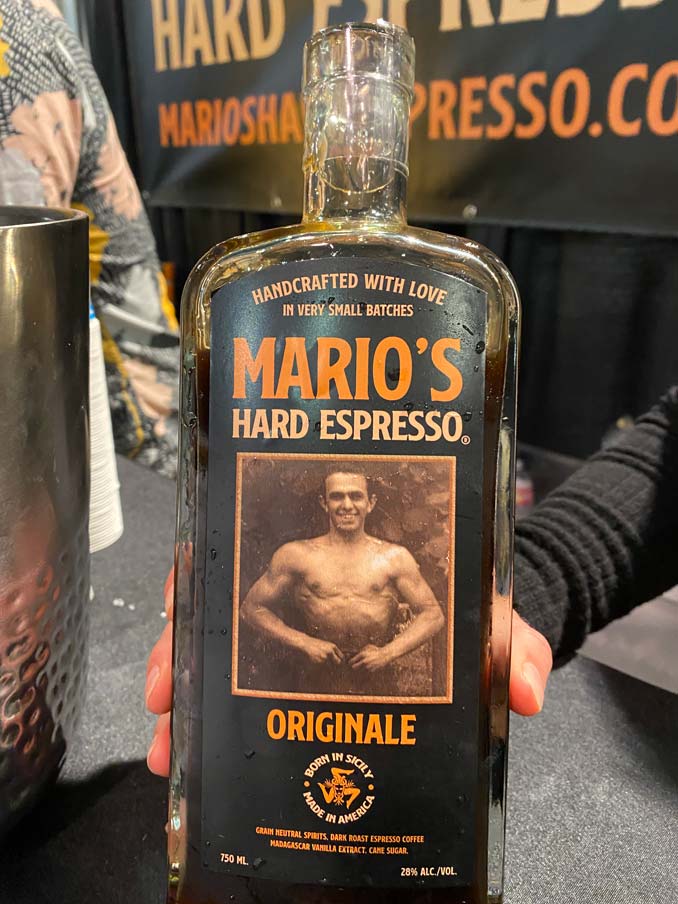 HARD ESPRESSO
MARIOSHA PRESSO.CO
HANDCRAFTED WITH LOVE
IN VERY SMALL BATCHES
MARIO'S
HARD ESPRESSO®
ORIGINALE
BORN IN SICILY
MADE IN AMERICA
GRAIN NEUTRAL SPIRITS. DARK ROAST ESPRESSO COFFEE
MADAGASCAR VANILLA EXTRACT. CANE SUGAR.
750 ML.
28% ALC./VOL.